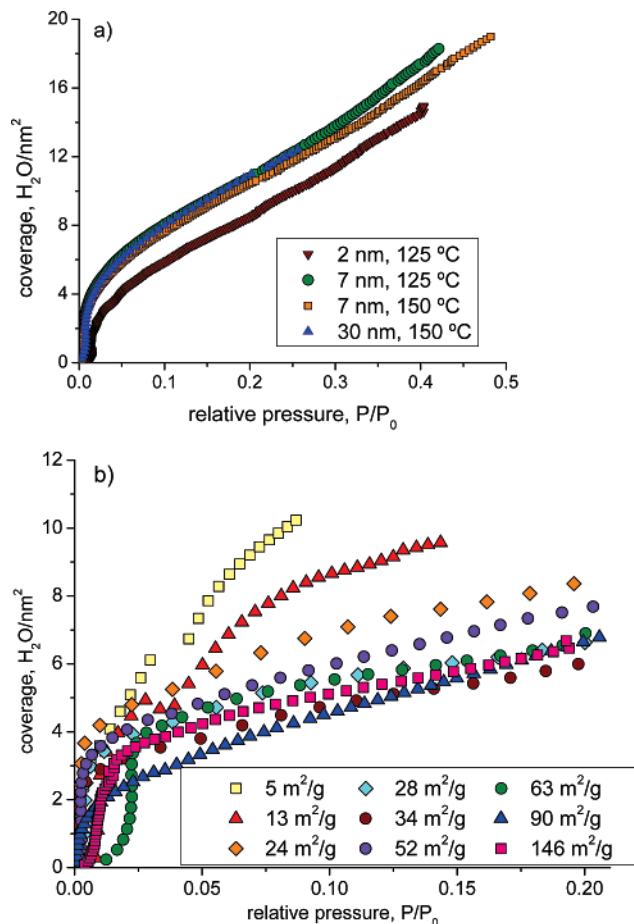 a)
20
16
12
8
4
0
coverage, H₂O/nm²
2 nm, 125 ºC
7 nm, 125 ºC
7 nm, 150 ºC
30 nm, 150 ºC
0.0 0.1 0.2 0.3 0.4 0.5
relative pressure, P/P₀
b)
12
10
8
6
4
2
0
coverage, H₂O/nm²
5 m²/g 28 m²/g 63 m²/g
13 m²/g 34 m²/g 90 m²/g
24 m²/g 52 m²/g 146 m²/g
0.00 0.05 0.10 0.15 0.20
relative pressure, P/P₀